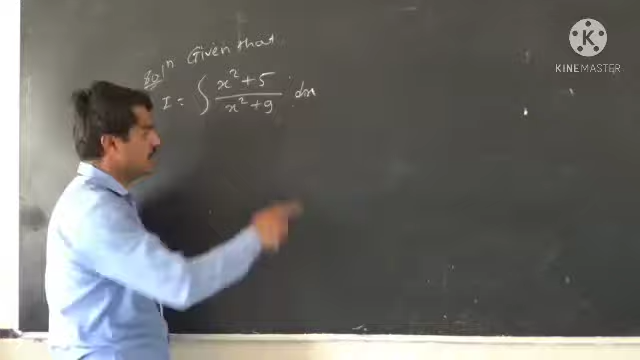 Solⁿ Given that
I = ∫ x² + 5 / x² + 9 dx
K
KINEMASTER